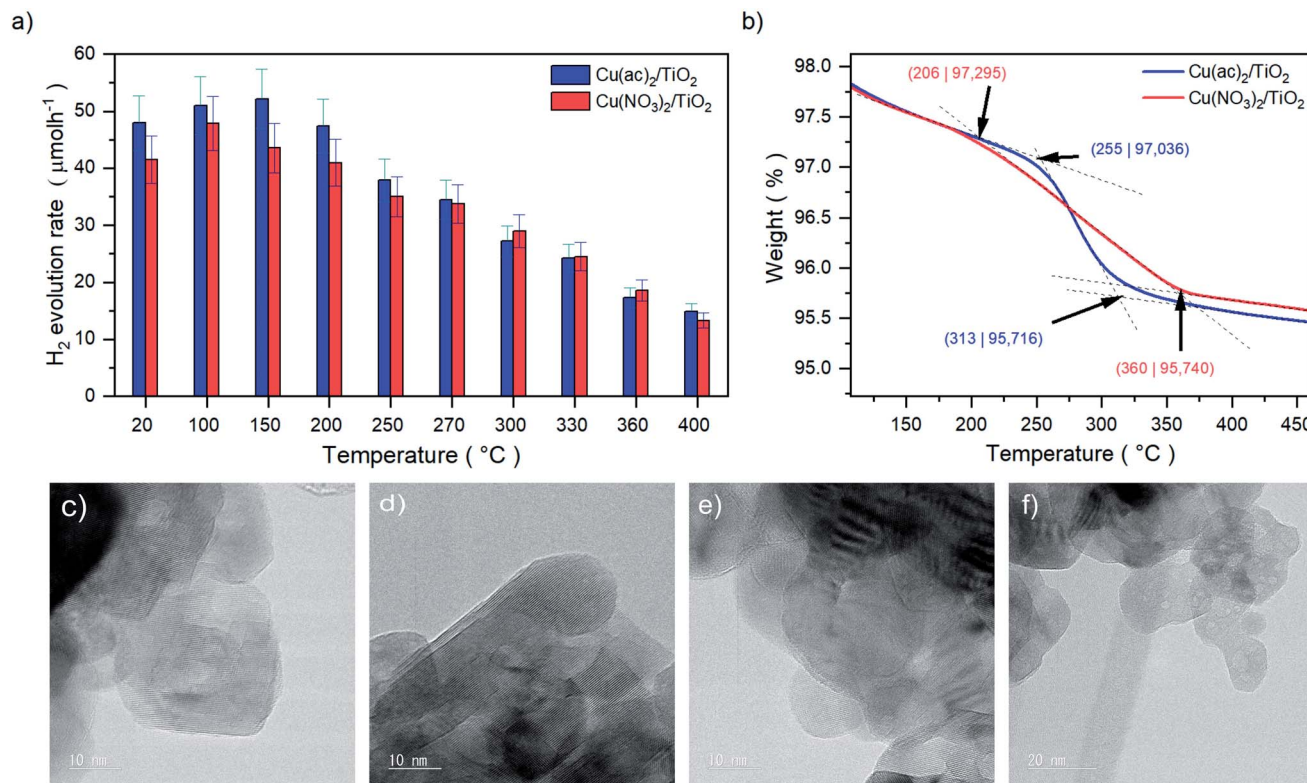 a)
H2 evolution rate ( μmolh-1)
60
50
40
30
20
10
0
Cu(ac)2/TiO2
Cu(NO3)2/TiO2
20 100 150 200 250 270 300 330 360 400
Temperature ( °C )
b)
Weight ( % )
98.0
97.5
97.0
96.5
96.0
95.5
95.0
(206 | 97,295)
Cu(ac)2/TiO2
Cu(NO3)2/TiO2
(255 | 97,036)
(313 | 95,716)
(360 | 95,740)
150 200 250 300 350 400 450
Temperature ( °C )
c)
10 nm
d)
10 nm
e)
10 nm
f)
20 nm